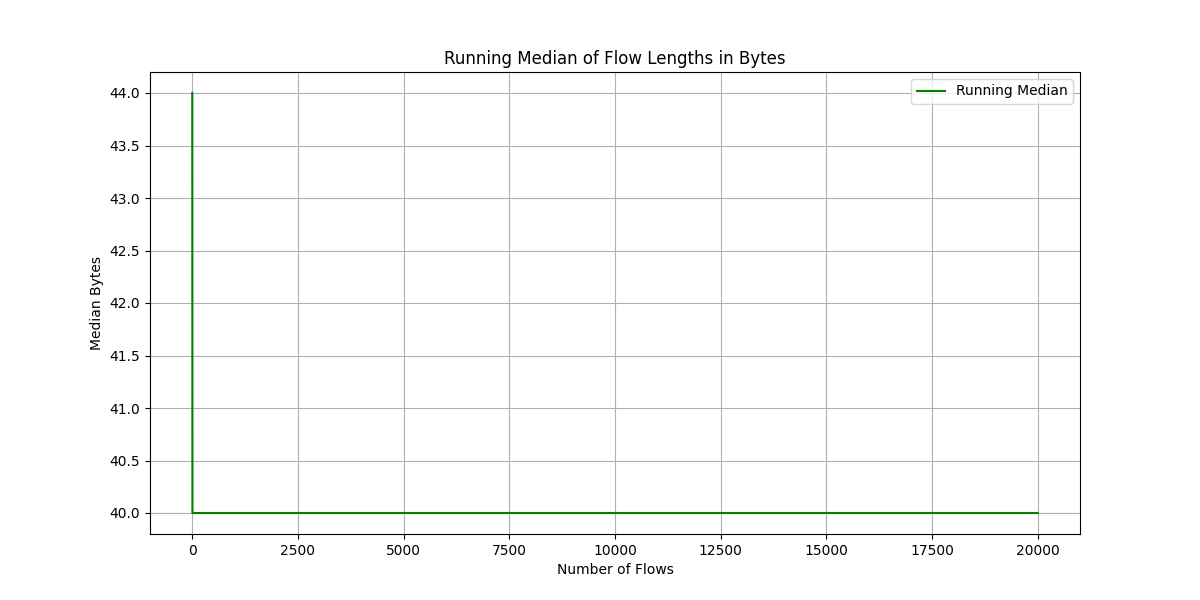 Running Median of Flow Lengths in Bytes
Running Median
44.0
43.5
43.0
42.5
42.0
41.5
41.0
40.5
40.0
Median Bytes
0 2500 5000 7500 10000 12500 15000 17500 20000
Number of Flows